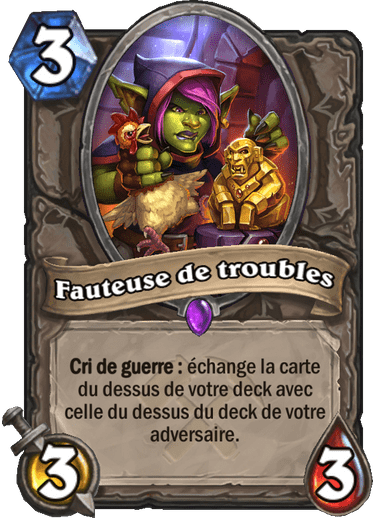 3
Fauteuse de troubles
Cri de guerre : échange la carte
du dessus de votre deck avec
celle du dessus du deck de votre
adversaire.
3
3